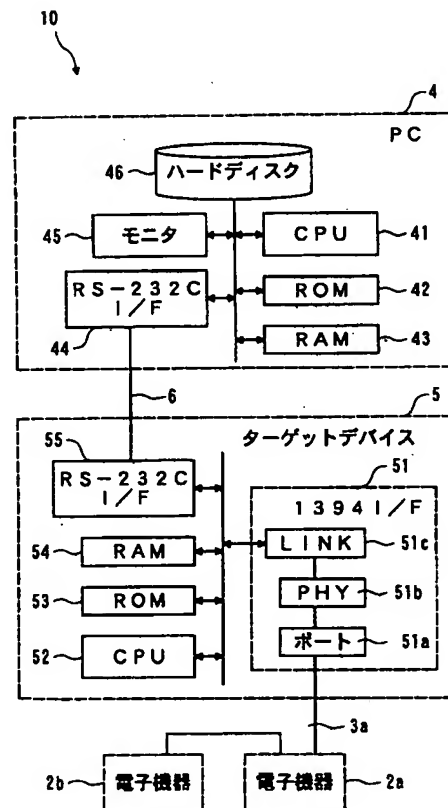 10
4
PC
46
ハードディスク
45
モニタ
CPU
41
RS-232C
I/F
44
ROM
42
RAM
43
6
5
55
ターゲットデバイス
RS-232C
I/F
51
1394I/F
54
RAM
LINK
51c
53
ROM
PHY
51b
52
CPU
ポート
51a
3a
2b
電子機器
電子機器
2a